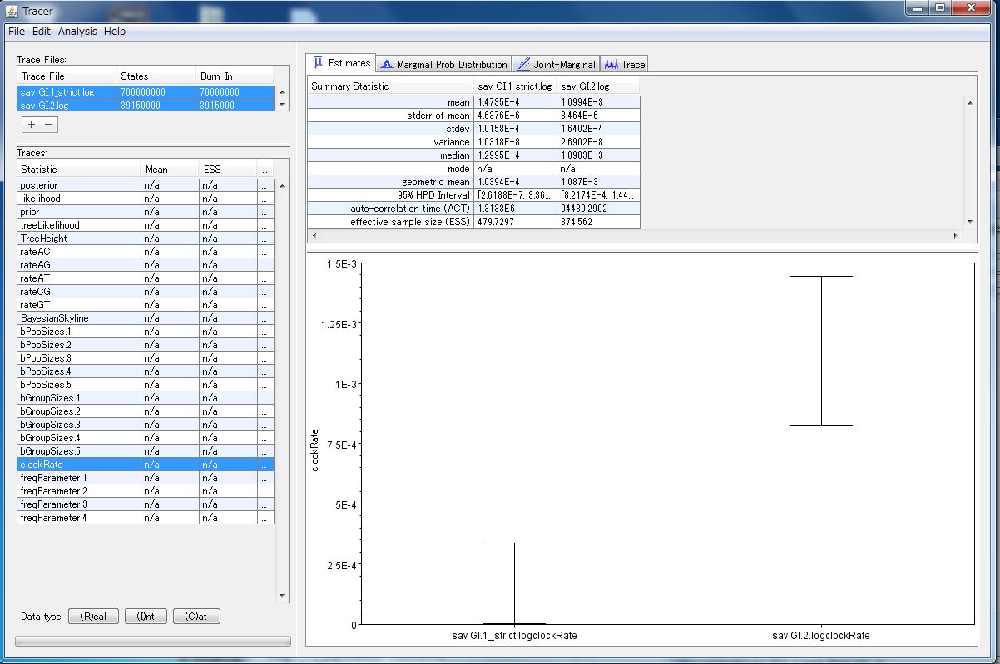 Tracer
File Edit Analysis Help
Trace Files:
Trace File States Burn-In
sav GI.1_strict.log 700000000 70000000
sav GI.2.log 39150000 3915000
+ −
Traces:
Statistic Mean ESS ...
posterior n/a n/a ...
likelihood n/a n/a ...
prior n/a n/a ...
treeLikelihood n/a n/a ...
TreeHeight n/a n/a ...
rateAC n/a n/a ...
rateAG n/a n/a ...
rateAT n/a n/a ...
rateCG n/a n/a ...
rateGT n/a n/a ...
BayesianSkyline n/a n/a ...
bPopSizes.1 n/a n/a ...
bPopSizes.2 n/a n/a ...
bPopSizes.3 n/a n/a ...
bPopSizes.4 n/a n/a ...
bPopSizes.5 n/a n/a ...
bGroupSizes.1 n/a n/a ...
bGroupSizes.2 n/a n/a ...
bGroupSizes.3 n/a n/a ...
bGroupSizes.4 n/a n/a ...
bGroupSizes.5 n/a n/a ...
clockRate n/a n/a ...
freqParameter.1 n/a n/a ...
freqParameter.2 n/a n/a ...
freqParameter.3 n/a n/a ...
freqParameter.4 n/a n/a ...
Data type: (R)eal (I)nt (C)at
μ Estimates Marginal Prob Distribution Joint-Marginal Trace
Summary Statistic sav GI.1_strict.log sav GI.2.log
mean 1.4735E-4 1.0994E-3
stderr of mean 4.6376E-6 8.464E-6
stdev 1.0158E-4 1.6402E-4
variance 1.0318E-8 2.6902E-8
median 1.2995E-4 1.0903E-3
mode n/a n/a
geometric mean 1.0394E-4 1.087E-3
95% HPD Interval [2.6188E-7, 3.36... [8.2174E-4, 1.44...
auto-correlation time (ACT) 1.3133E6 94430.2902
effective sample size (ESS) 479.7297 374.562
1.5E-3
1.25E-3
1E-3
7.5E-4
5E-4
2.5E-4
0
clockRate
sav GI.1_strict.logclockRate sav GI.2.logclockRate